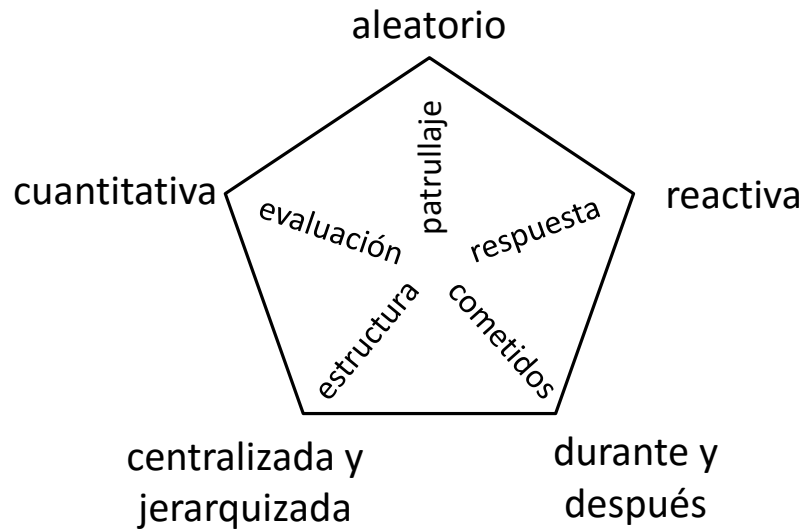 aleatorio
patrullaje
cuantitativa
evaluación
respuesta
reactiva
estructura
cometidos
centralizada y
jerarquizada
durante y
después